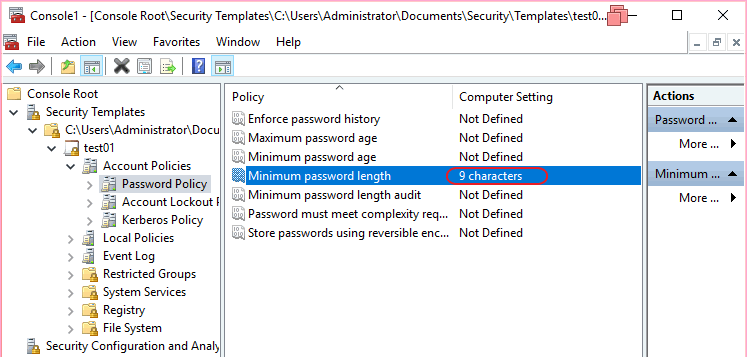 Console1 - [Console Root\Security Templates\C:\Users\Administrator\Documents\Security\Templates\test0...
File Action View Favorites Window Help
Console Root
Security Templates
C:\Users\Administrator\Docu
test01
Account Policies
Password Policy
Account Lockout P
Kerberos Policy
Local Policies
Event Log
Restricted Groups
System Services
Registry
File System
Security Configuration and Analy
Policy Computer Setting
Enforce password history Not Defined
Maximum password age Not Defined
Minimum password age Not Defined
Minimum password length 9 characters
Minimum password length audit Not Defined
Password must meet complexity req... Not Defined
Store passwords using reversible enc... Not Defined
Actions
Password ...
More ...
Minimum ...
More ...